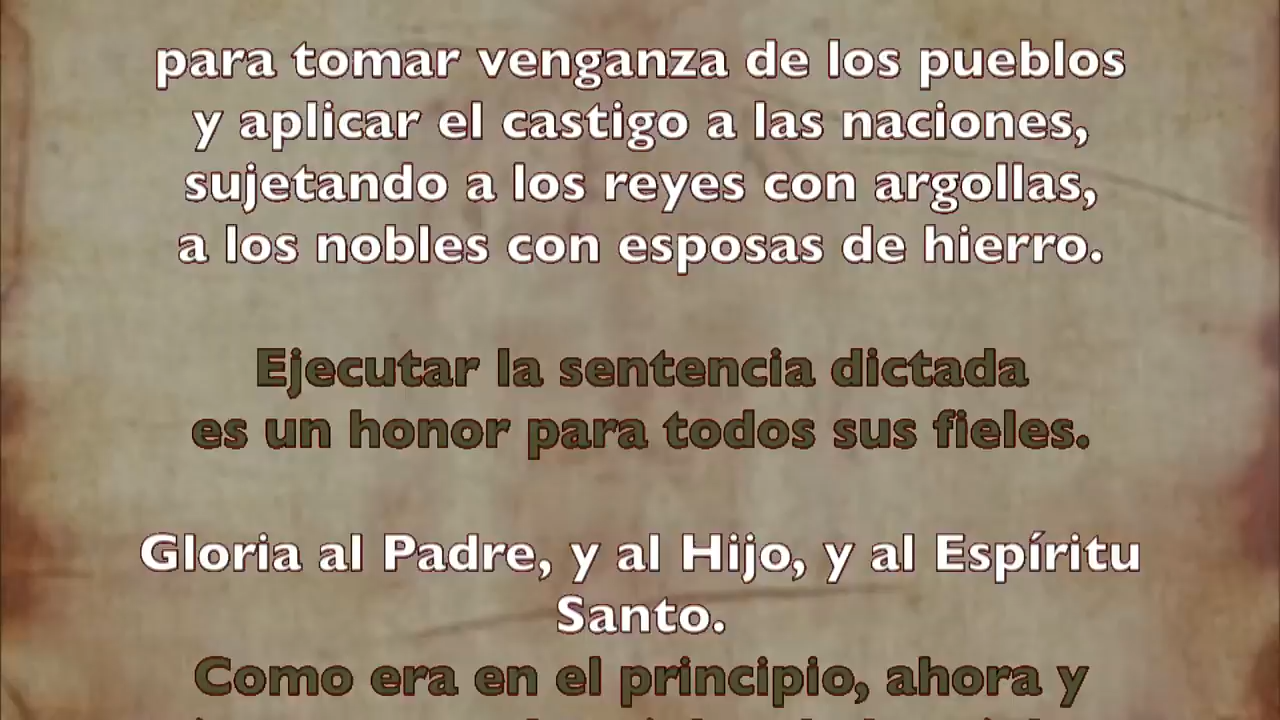 para tomar venganza de los pueblos
y aplicar el castigo a las naciones,
sujetando a los reyes con argollas,
a los nobles con esposas de hierro.
Ejecutar la sentencia dictada
es un honor para todos sus fieles.
Gloria al Padre, y al Hijo, y al Espíritu
Santo.
Como era en el principio, ahora y